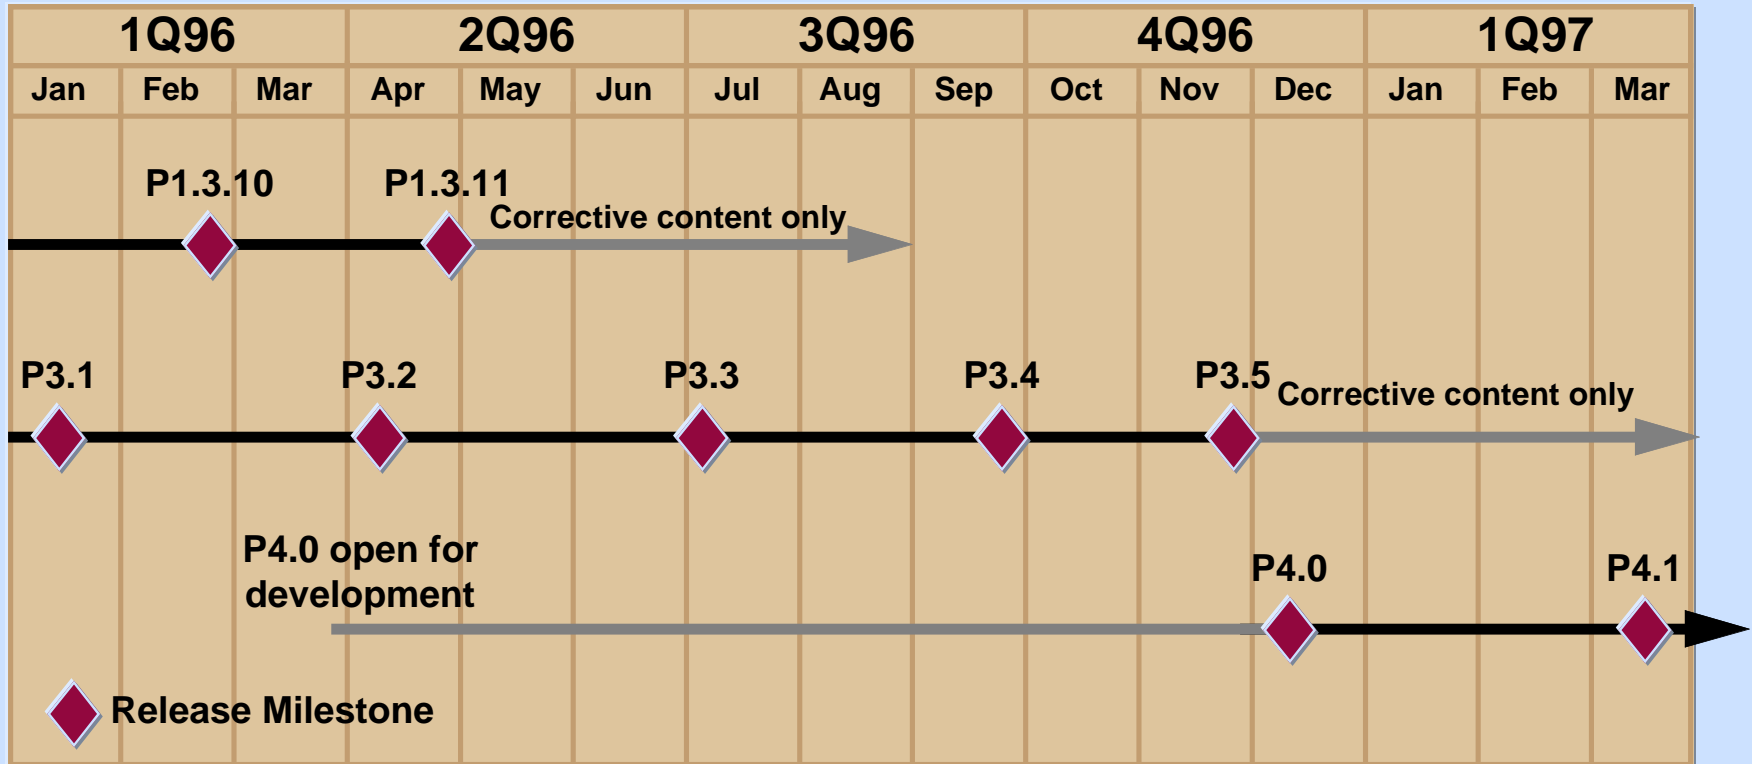 1Q96 2Q96 3Q96 4Q96 1Q97
Jan Feb Mar Apr May Jun Jul Aug Sep Oct Nov Dec Jan Feb Mar
P1.3.10 P1.3.11
Corrective content only
P3.1 P3.2 P3.3 P3.4 P3.5
Corrective content only
P4.0 open for
development
P4.0 P4.1
Release Milestone